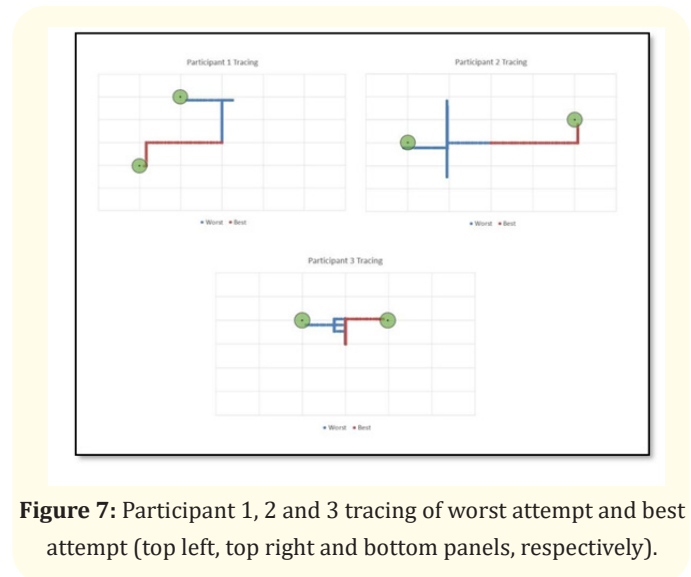 Participant 1 Tracing
Participant 2 Tracing
Worst Best
Worst Best
Participant 3 Tracing
Worst Best
Figure 7: Participant 1, 2 and 3 tracing of worst attempt and best
attempt (top left, top right and bottom panels, respectively).